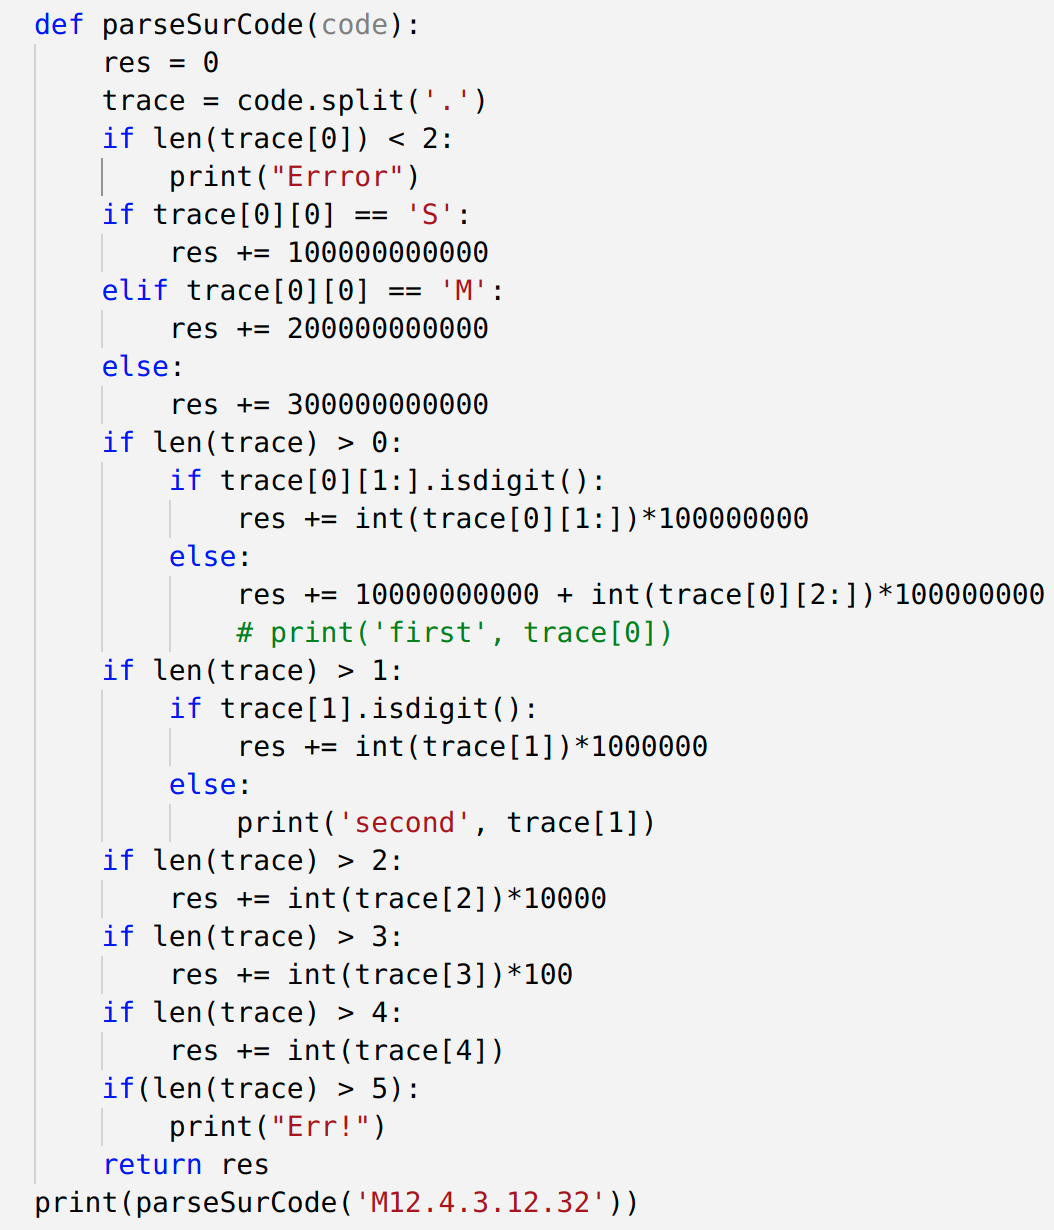 def parseSurCode(code):
    res = 0
    trace = code.split('.')
    if len(trace[0]) < 2:
        print("Errror")
    if trace[0][0] == 'S':
        res += 100000000000
    elif trace[0][0] == 'M':
        res += 200000000000
    else:
        res += 300000000000
    if len(trace) > 0:
        if trace[0][1:].isdigit():
            res += int(trace[0][1:])*100000000
        else:
            res += 10000000000 + int(trace[0][2:])*100000000
            # print('first', trace[0])
    if len(trace) > 1:
        if trace[1].isdigit():
            res += int(trace[1])*1000000
        else:
            print('second', trace[1])
    if len(trace) > 2:
        res += int(trace[2])*10000
    if len(trace) > 3:
        res += int(trace[3])*100
    if len(trace) > 4:
        res += int(trace[4])
    if(len(trace) > 5):
        print("Err!")
    return res
print(parseSurCode('M12.4.3.12.32'))